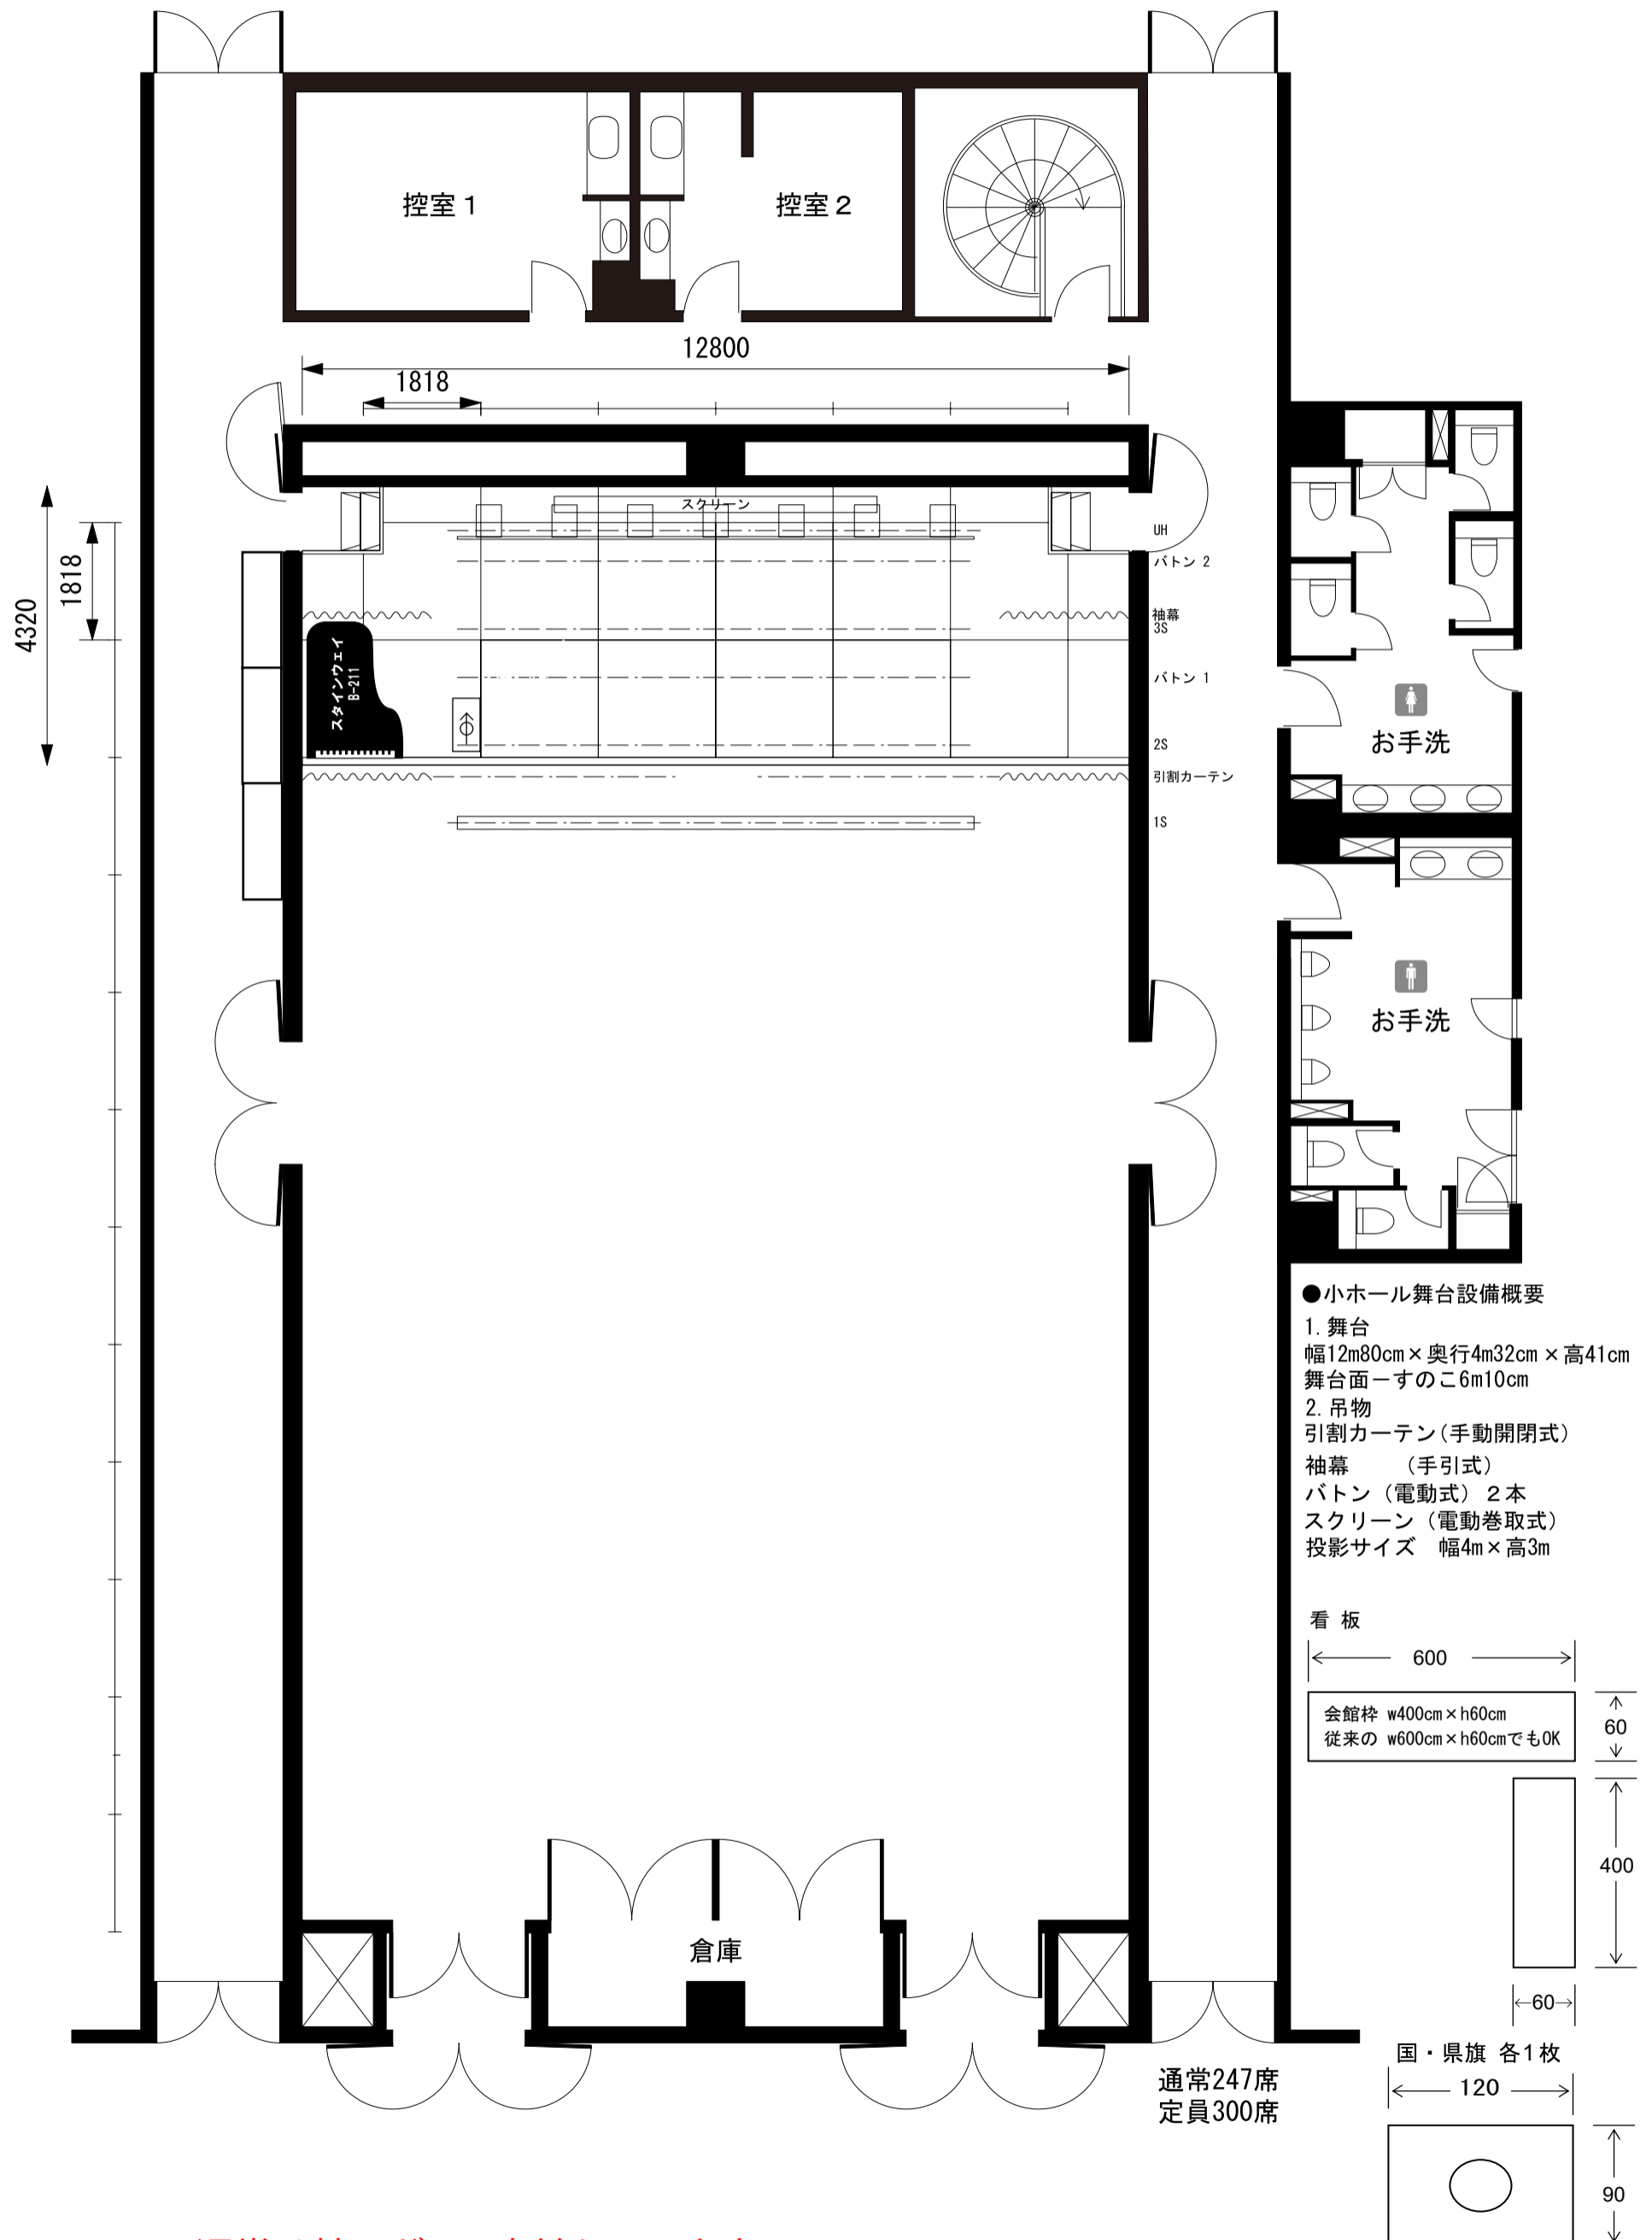 控室１
控室２
12800
1818
4320
1818
スクリーン
UH
バトン 2
袖幕
3S
スタインウェイ
B-211
バトン 1
2S
引割カーテン
1S
お手洗
お手洗
●小ホール舞台設備概要
1. 舞台
幅12m80cm×奥行4m32cm×高41cm
舞台面－すのこ6m10cm
2. 吊物
引割カーテン(手動開閉式)
袖幕　　（手引式）
バトン（電動式）２本
スクリーン（電動巻取式）
投影サイズ　幅4m×高3m
看 板
600
会館枠 w400cm×h60cm
従来の w600cm×h60cmでもOK
60
400
60
倉庫
通常247席
定員300席
国・県旗 各1枚
120
90